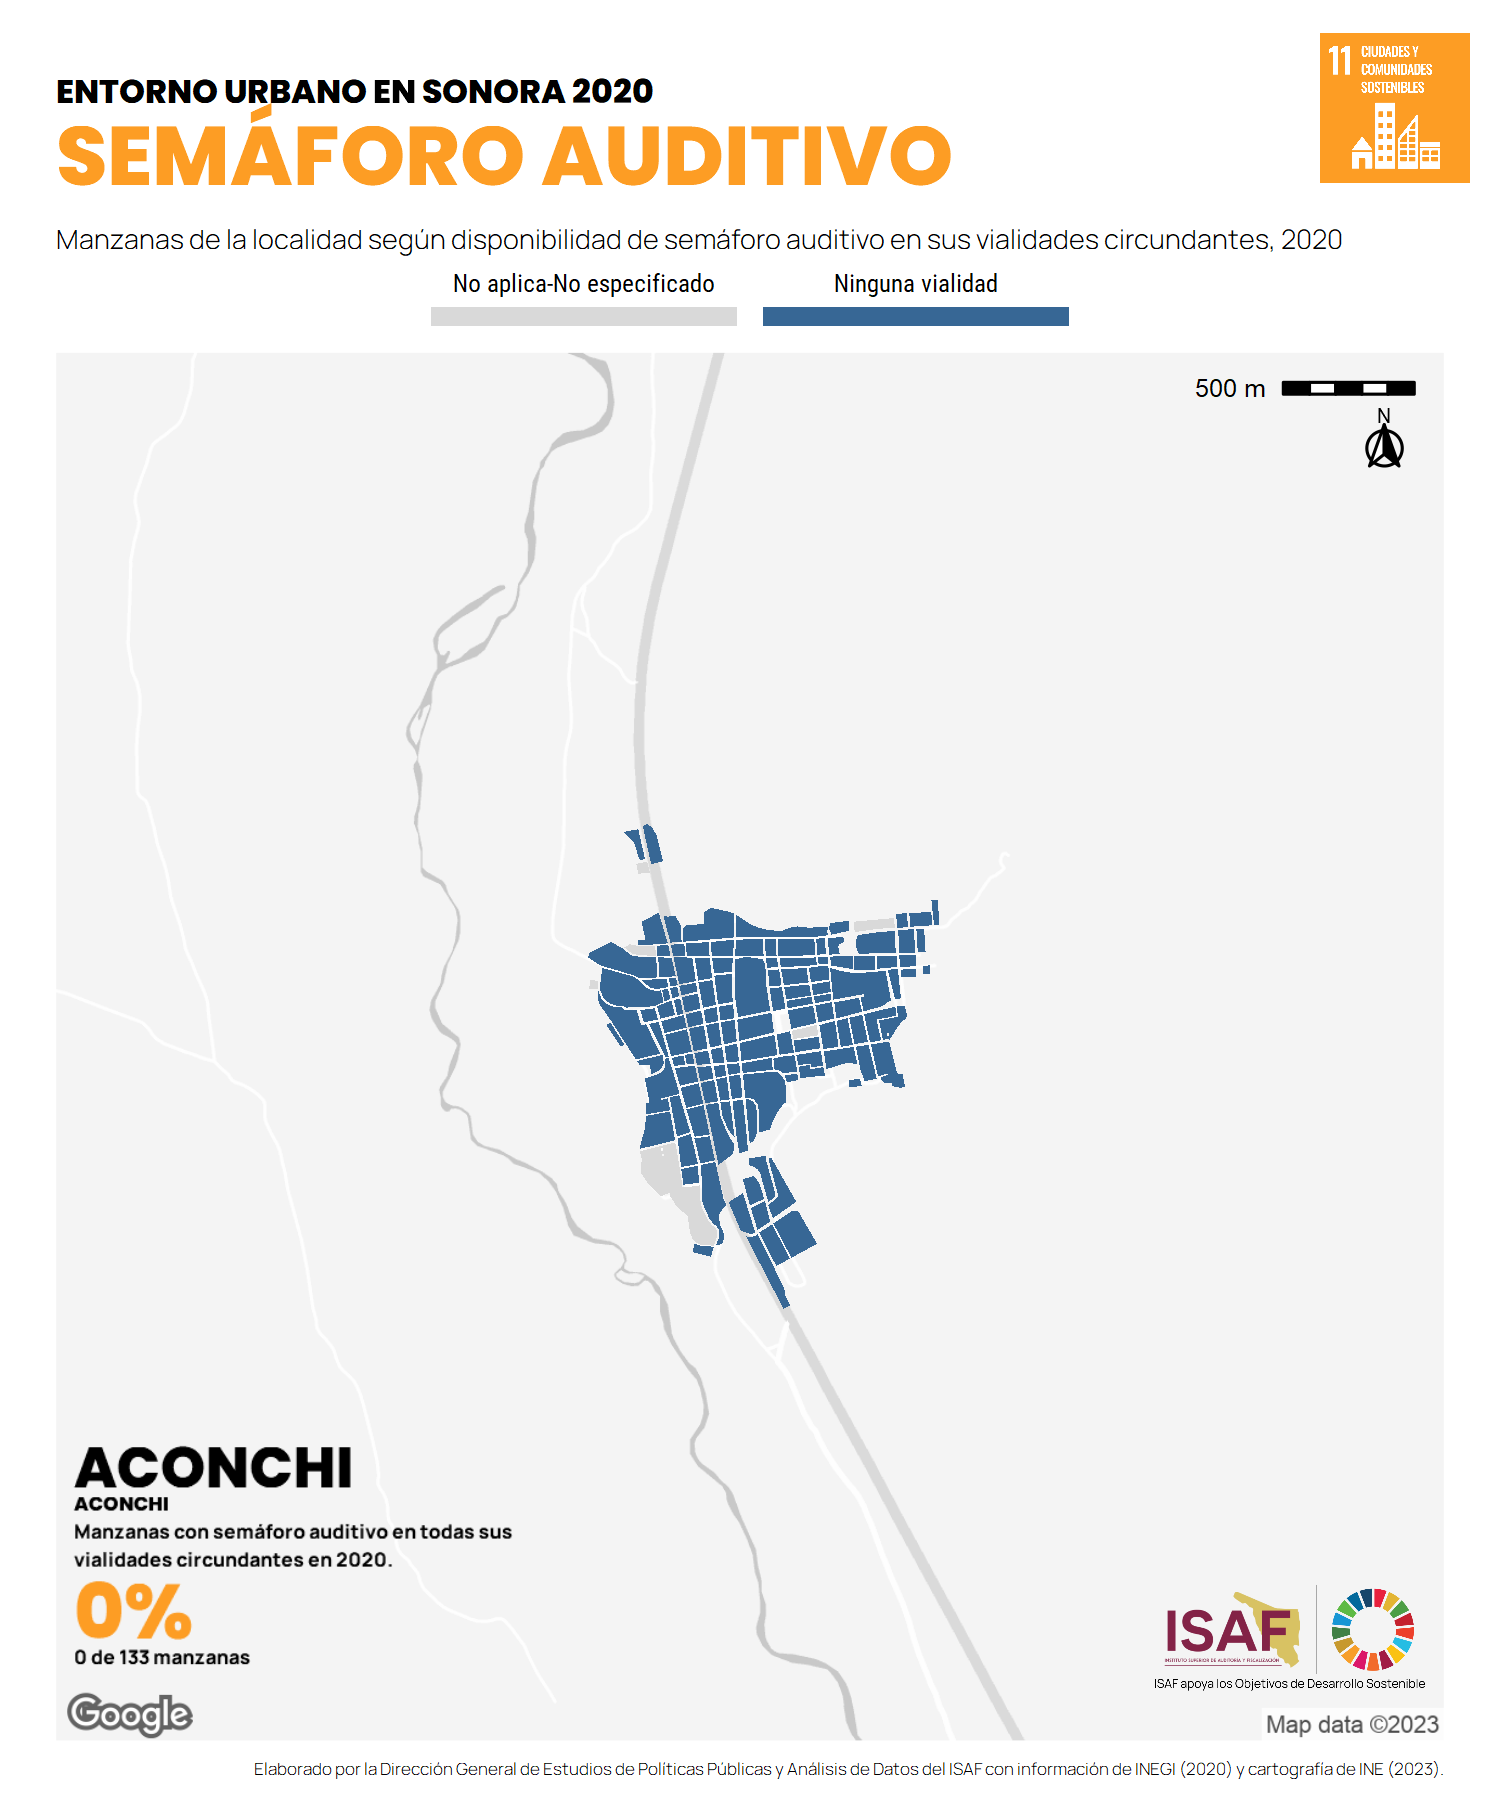 11 CIUDADES Y
COMUNIDADES
SOSTENIBLES
ENTORNO URBANO EN SONORA 2020
SEMÁFORO AUDITIVO
Manzanas de la localidad según disponibilidad de semáforo auditivo en sus vialidades circundantes, 2020
No aplica-No especificado
Ninguna vialidad
500 m
N
ACONCHI
ACONCHI
Manzanas con semáforo auditivo en todas sus
vialidades circundantes en 2020.
0%
0 de 133 manzanas
Google
ISAF
INSTITUTO SUPERIOR DE AUDITORÍA Y FISCALIZACIÓN
ISAF apoya los Objetivos de Desarrollo Sostenible
Map data ©2023
Elaborado por la Dirección General de Estudios de Políticas Públicas y Análisis de Datos del ISAF con información de INEGI (2020) y cartografía de INE (2023).